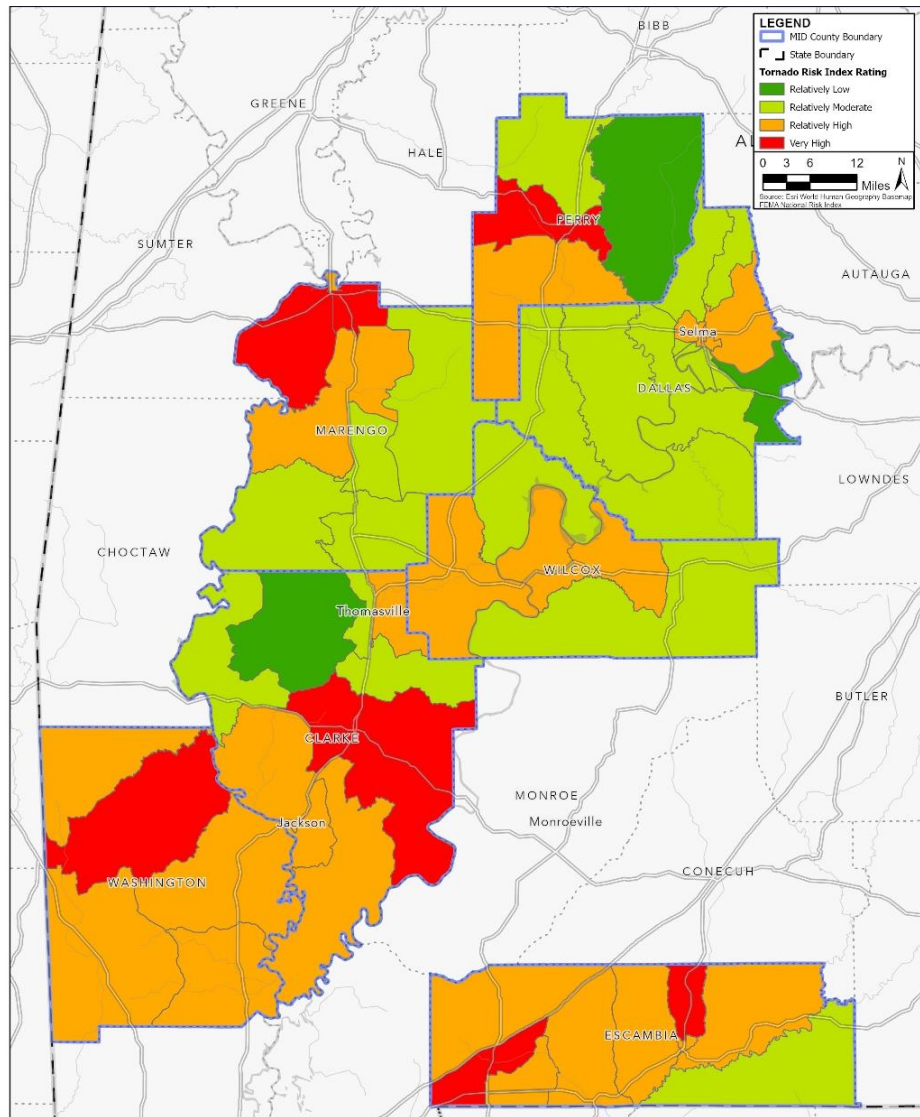 LEGEND
MID County Boundary
State Boundary
Tornado Risk Index Rating
Relatively Low
Relatively Moderate
Relatively High
Very High
0 3 6 12
Miles
N
Source: Esri World Human Geography Basemap
FEMA National Risk Index
BIBB
GREENE
HALE
AL
PERRY
SUMTER
AUTAUGA
Selma
DALLAS
MARENGO
LOWNDES
CHOCTAW
WILCOX
Thomasville
BUTLER
CLARKE
MONROE
Jackson
Monroeville
CONECUH
WASHINGTON
ESCAMBIA